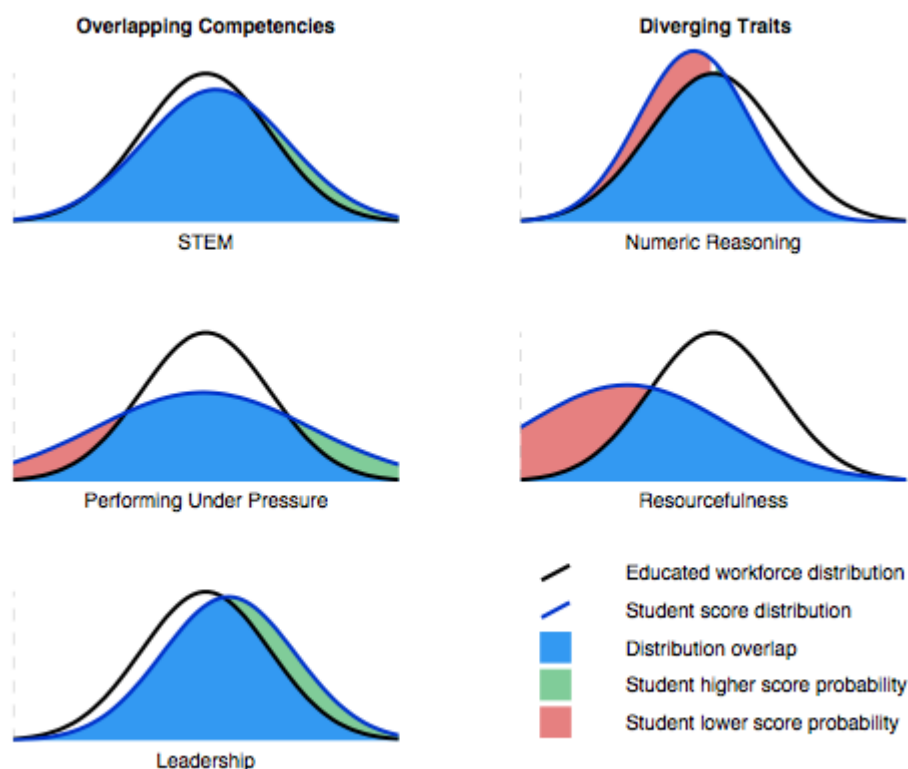 Overlapping Competencies
Diverging Traits
STEM
Numeric Reasoning
Performing Under Pressure
Resourcefulness
Leadership
Educated workforce distribution
Student score distribution
Distribution overlap
Student higher score probability
Student lower score probability